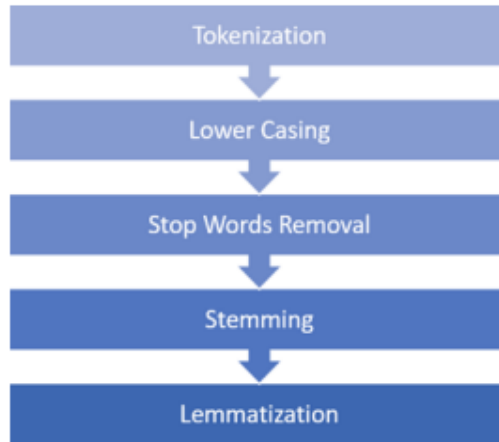 Tokenization
Lower Casing
Stop Words Removal
Stemming
Lemmatization